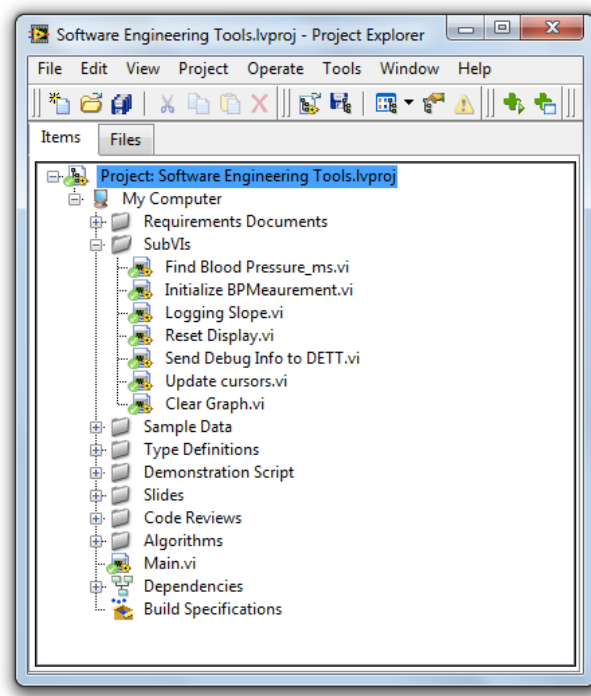 Software Engineering Tools.lvproj - Project Explorer
File Edit View Project Operate Tools Window Help
Items Files
Project: Software Engineering Tools.lvproj
My Computer
Requirements Documents
SubVIs
Find Blood Pressure_ms.vi
Initialize BPMeaurement.vi
Logging Slope.vi
Reset Display.vi
Send Debug Info to DETT.vi
Update cursors.vi
Clear Graph.vi
Sample Data
Type Definitions
Demonstration Script
Slides
Code Reviews
Algorithms
Main.vi
Dependencies
Build Specifications